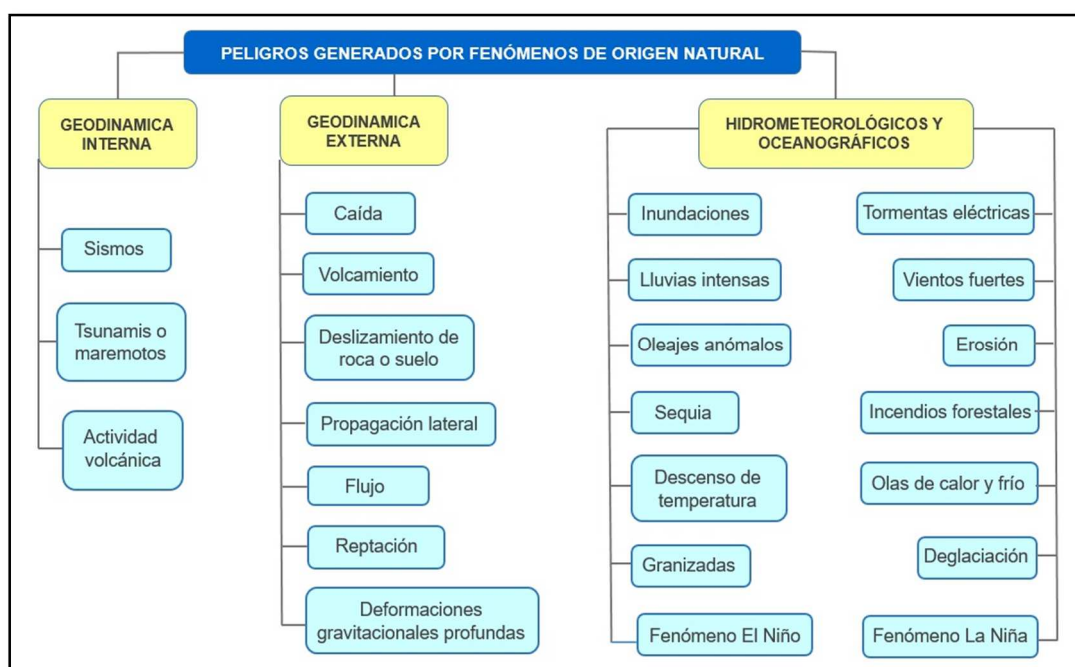 PELIGROS GENERADOS POR FENÓMENOS DE ORIGEN NATURAL
GEODINAMICA
INTERNA
Sismos
Tsunamis o
maremotos
Actividad
volcánica
GEODINAMICA
EXTERNA
Caída
Volcamiento
Deslizamiento de
roca o suelo
Propagación lateral
Flujo
Reptación
Deformaciones
gravitacionales profundas
HIDROMETEOROLÓGICOS Y
OCEANOGRÁFICOS
Inundaciones
Lluvias intensas
Oleajes anómalos
Sequia
Descenso de
temperatura
Granizadas
Fenómeno El Niño
Tormentas eléctricas
Vientos fuertes
Erosión
Incendios forestales
Olas de calor y frío
Deglaciación
Fenómeno La Niña